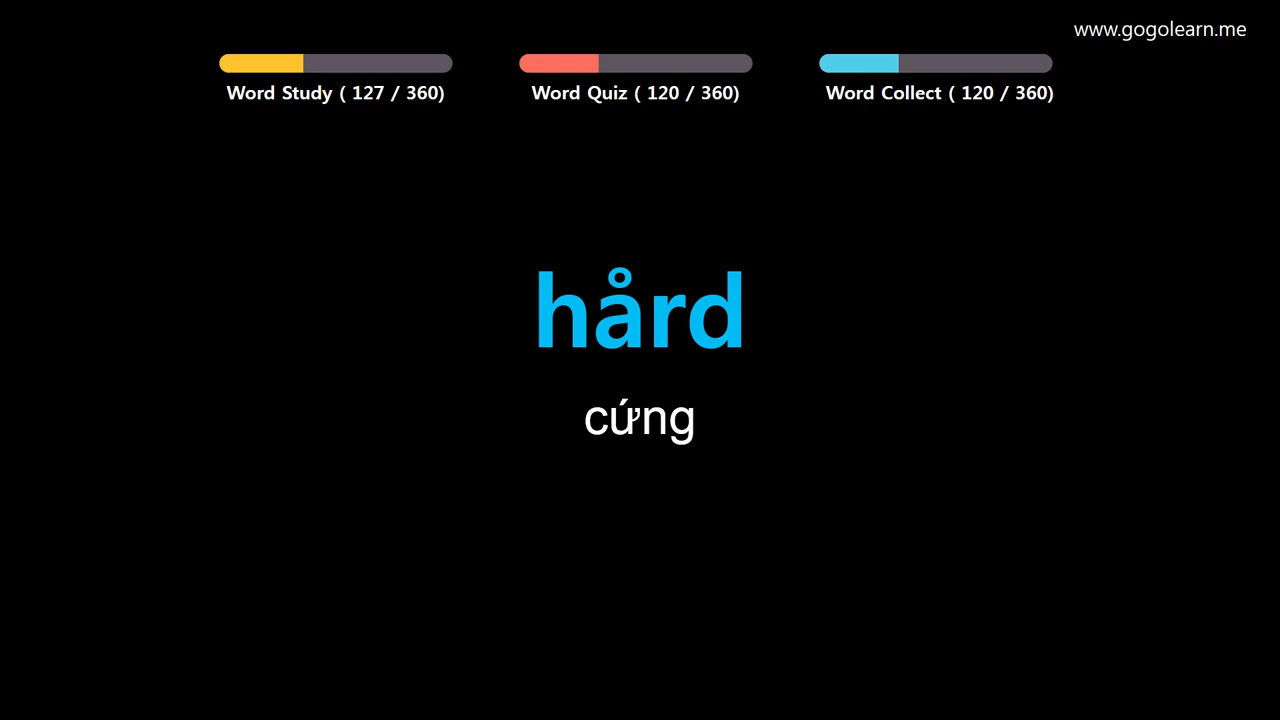 www.gogolearn.me
Word Study ( 127 / 360)
Word Quiz ( 120 / 360)
Word Collect ( 120 / 360)
hård
cứng